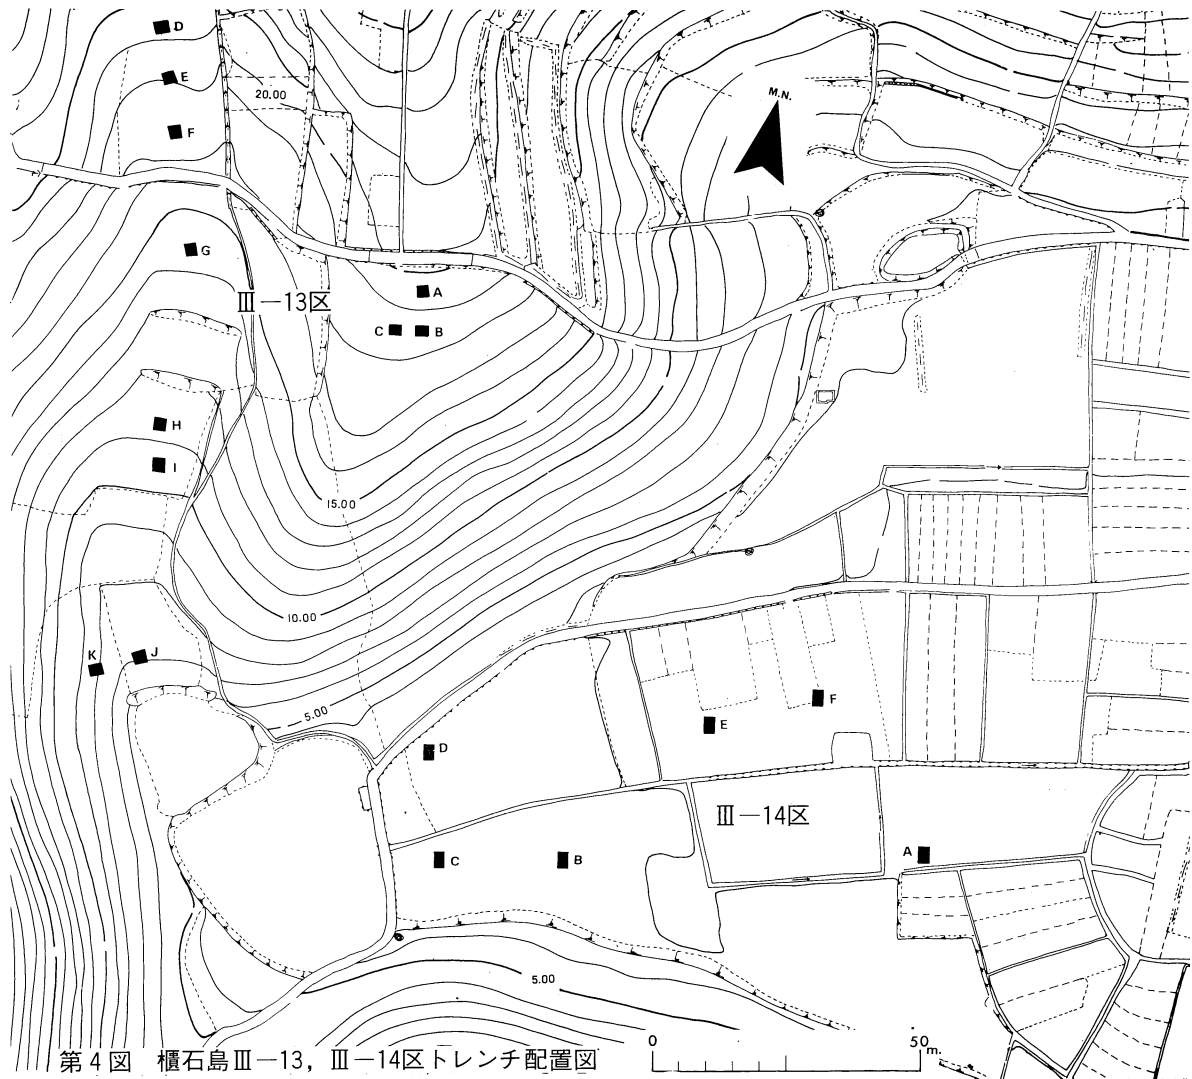 D
E
20.00
M.N.
F
G
A
Ⅲ－13区
C B
H
I
15.00
10.00
K J
F
5.00
E
D
Ⅲ－14区
A
C B
5.00
第4図　櫃石島Ⅲ－13，Ⅲ－14区トレンチ配置図
0 50m.